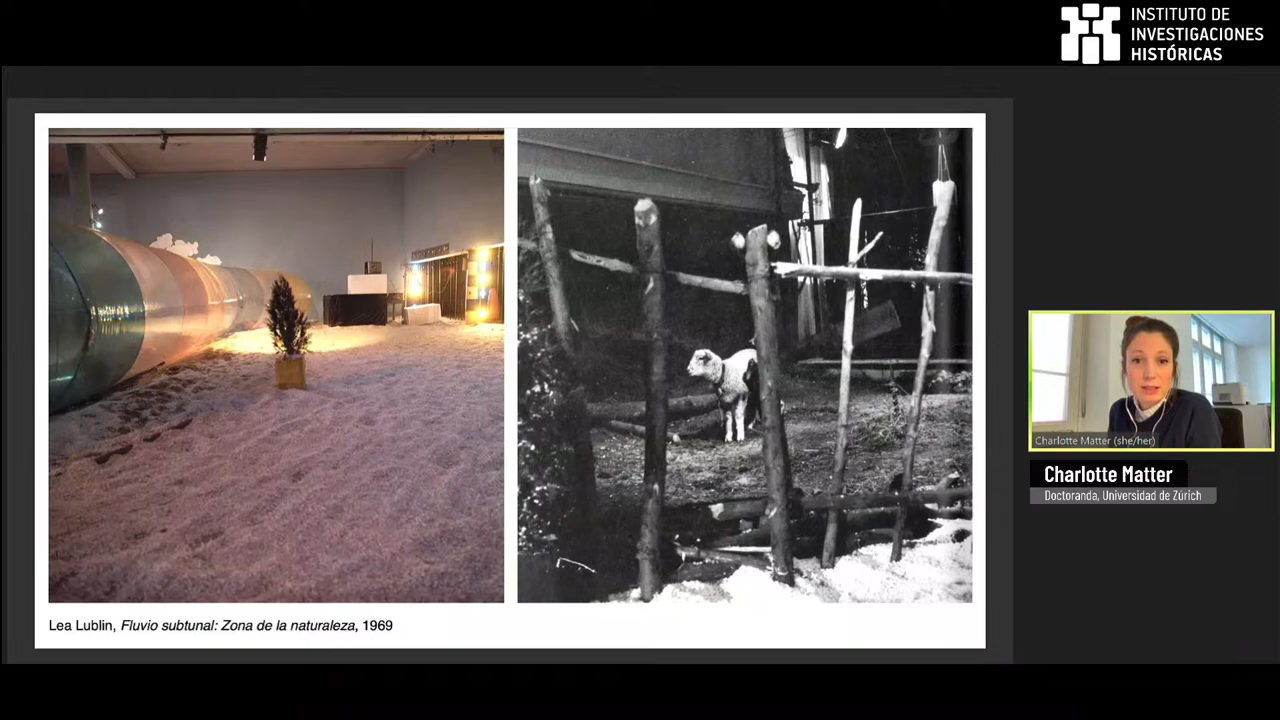 INSTITUTO DE
INVESTIGACIONES
HISTÓRICAS
Lea Lublin, Fluvio subtunal: Zona de la naturaleza, 1969
Charlotte Matter (she/her)
Charlotte Matter
Doctoranda, Universidad de Zúrich